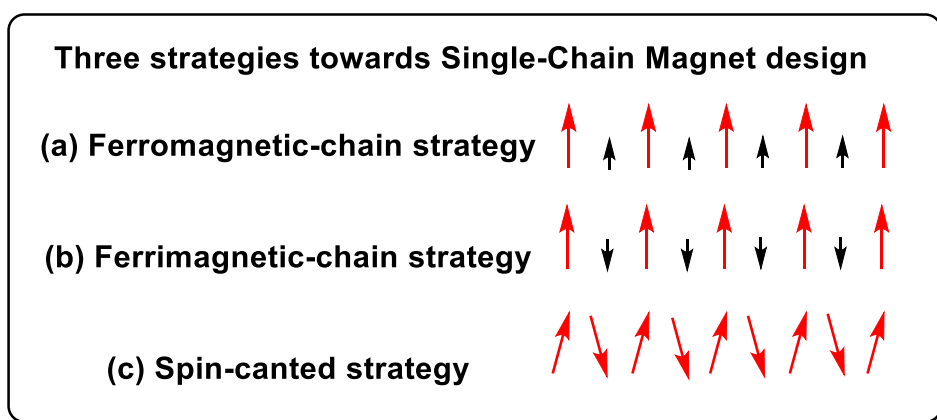 Three strategies towards Single-Chain Magnet design
(a) Ferromagnetic-chain strategy
(b) Ferrimagnetic-chain strategy
(c) Spin-canted strategy